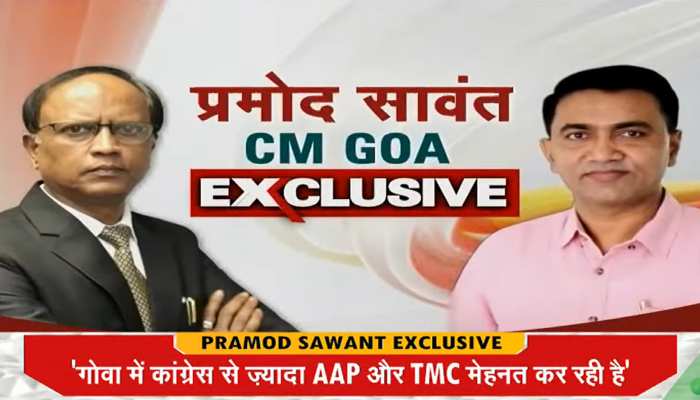 प्रमोद सावंत
CM GOA
EXCLUSIVE
PRAMOD SAWANT EXCLUSIVE
'गोवा में कांग्रेस से ज़्यादा AAP और TMC मेहनत कर रही है'